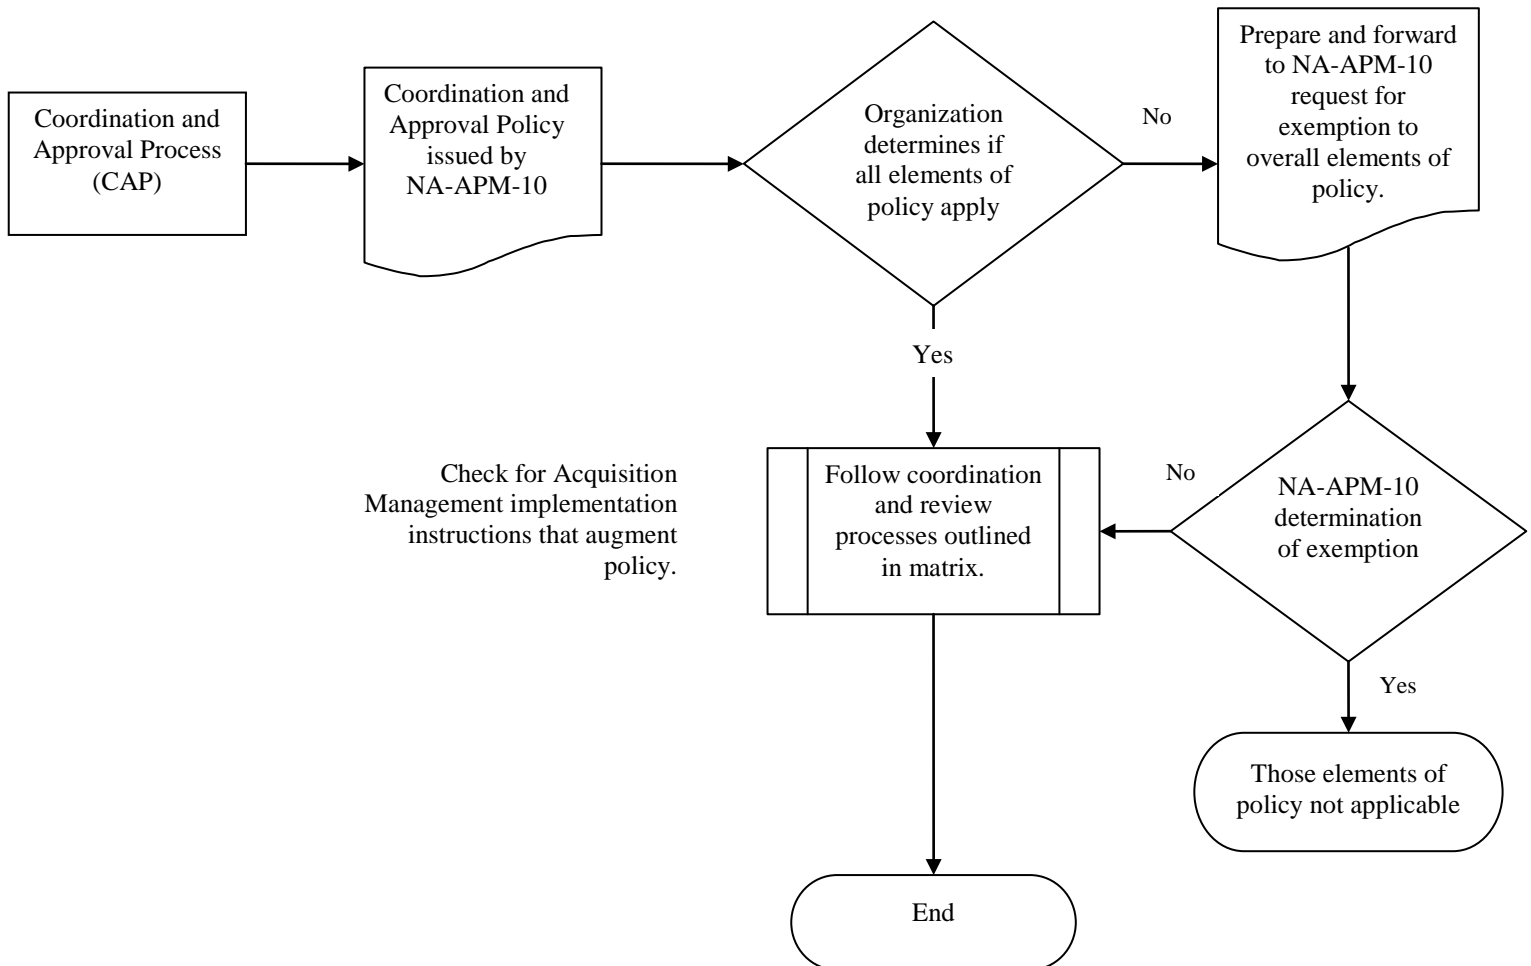 Coordination and
Approval Process
(CAP)
Coordination and
Approval Policy
issued by
NA-APM-10
Organization
determines if
all elements of
policy apply
No
Prepare and forward
to NA-APM-10
request for
exemption to
overall elements of
policy.
Yes
Check for Acquisition
Management implementation
instructions that augment
policy.
Follow coordination
and review
processes outlined
in matrix.
No
NA-APM-10
determination
of exemption
Yes
Those elements of
policy not applicable
End